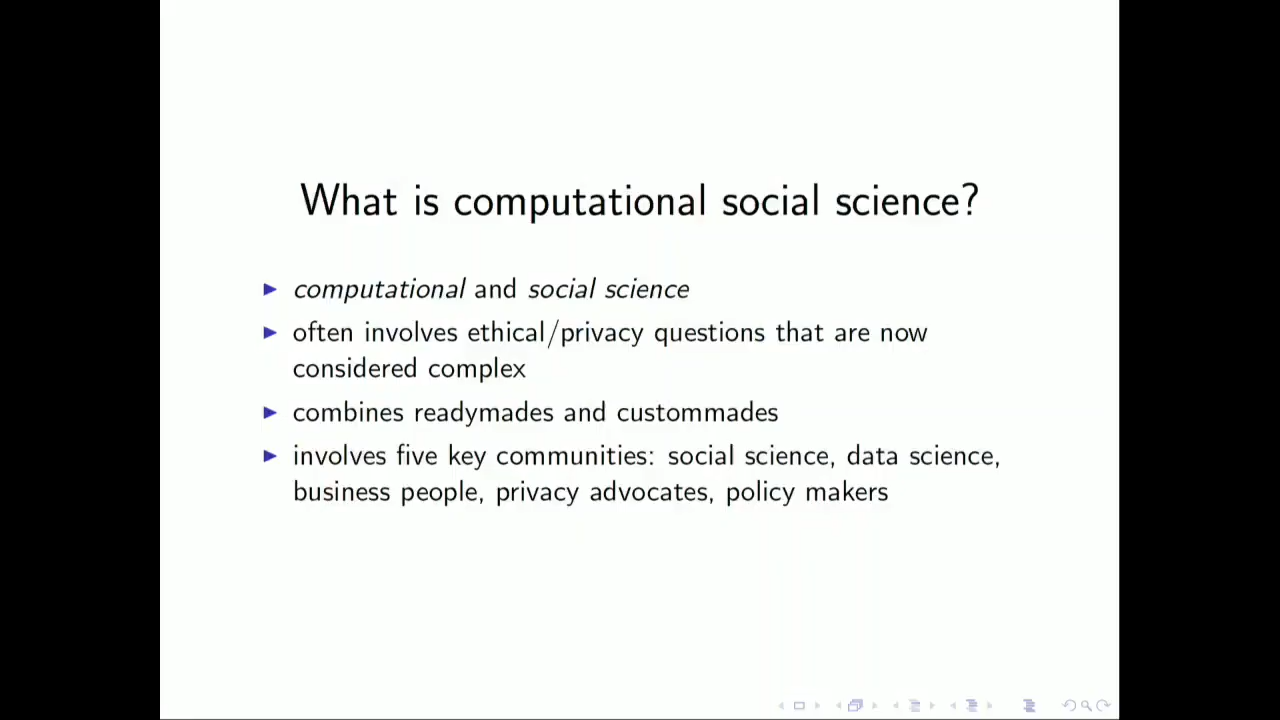 What is computational social science?
computational and social science
often involves ethical/privacy questions that are now
considered complex
combines readymades and custommades
involves five key communities: social science, data science,
business people, privacy advocates, policy makers